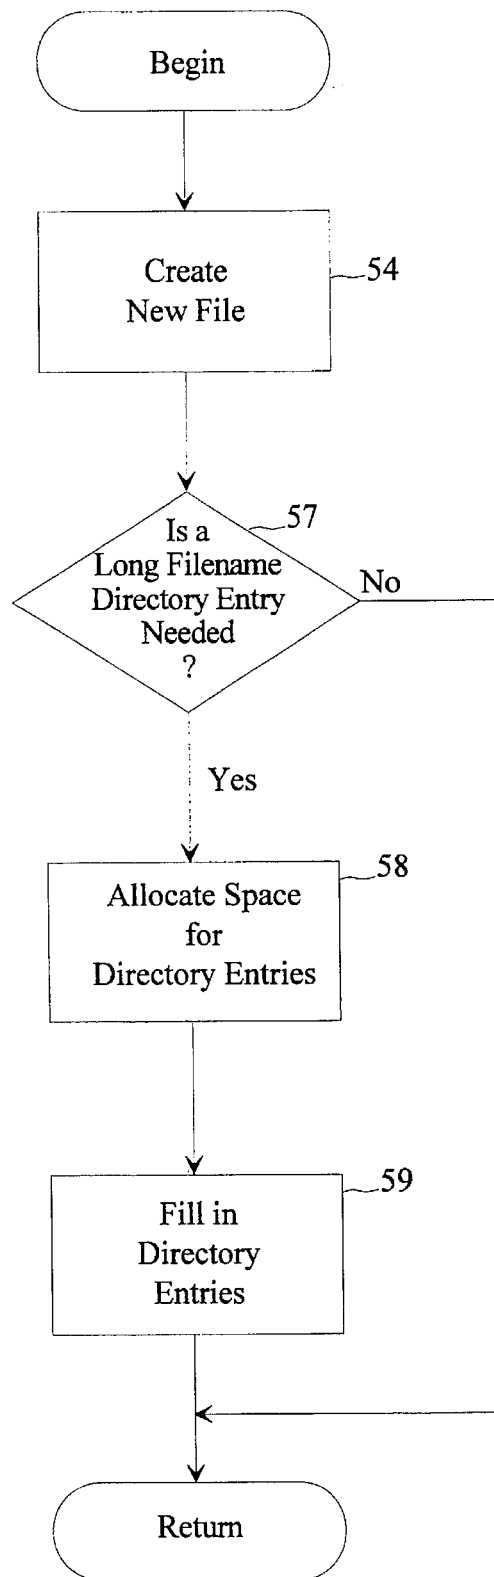 Begin
Create
New File
54
57
Is a
Long Filename
Directory Entry
Needed
?
No
Yes
58
Allocate Space
for
Directory Entries
59
Fill in
Directory
Entries
Return